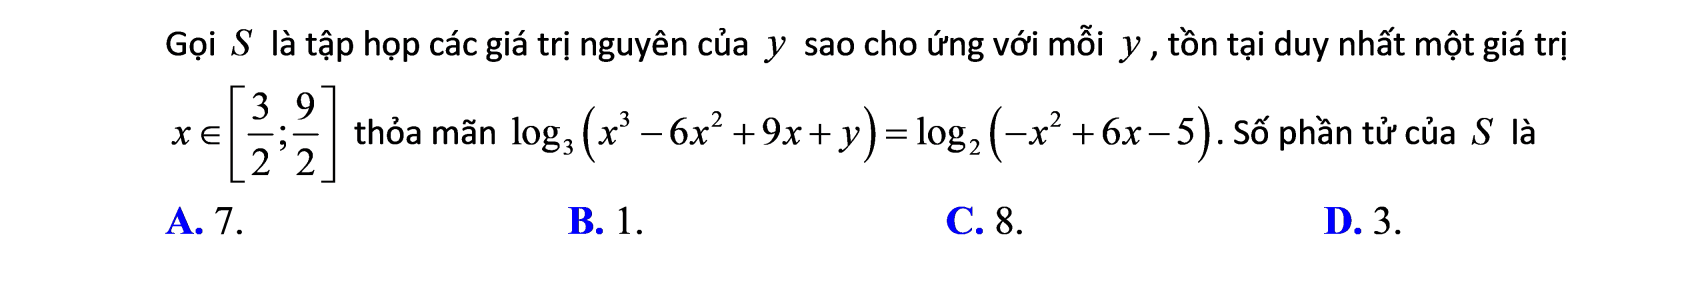 Gọi S là tập họp các giá trị nguyên của y sao cho ứng với mỗi y , tồn tại duy nhất một giá trị
x ∈ [3/2 ; 9/2] thỏa mãn log₃(x³ − 6x² + 9x + y) = log₂(−x² + 6x − 5). Số phần tử của S là
A. 7. B. 1. C. 8. D. 3.